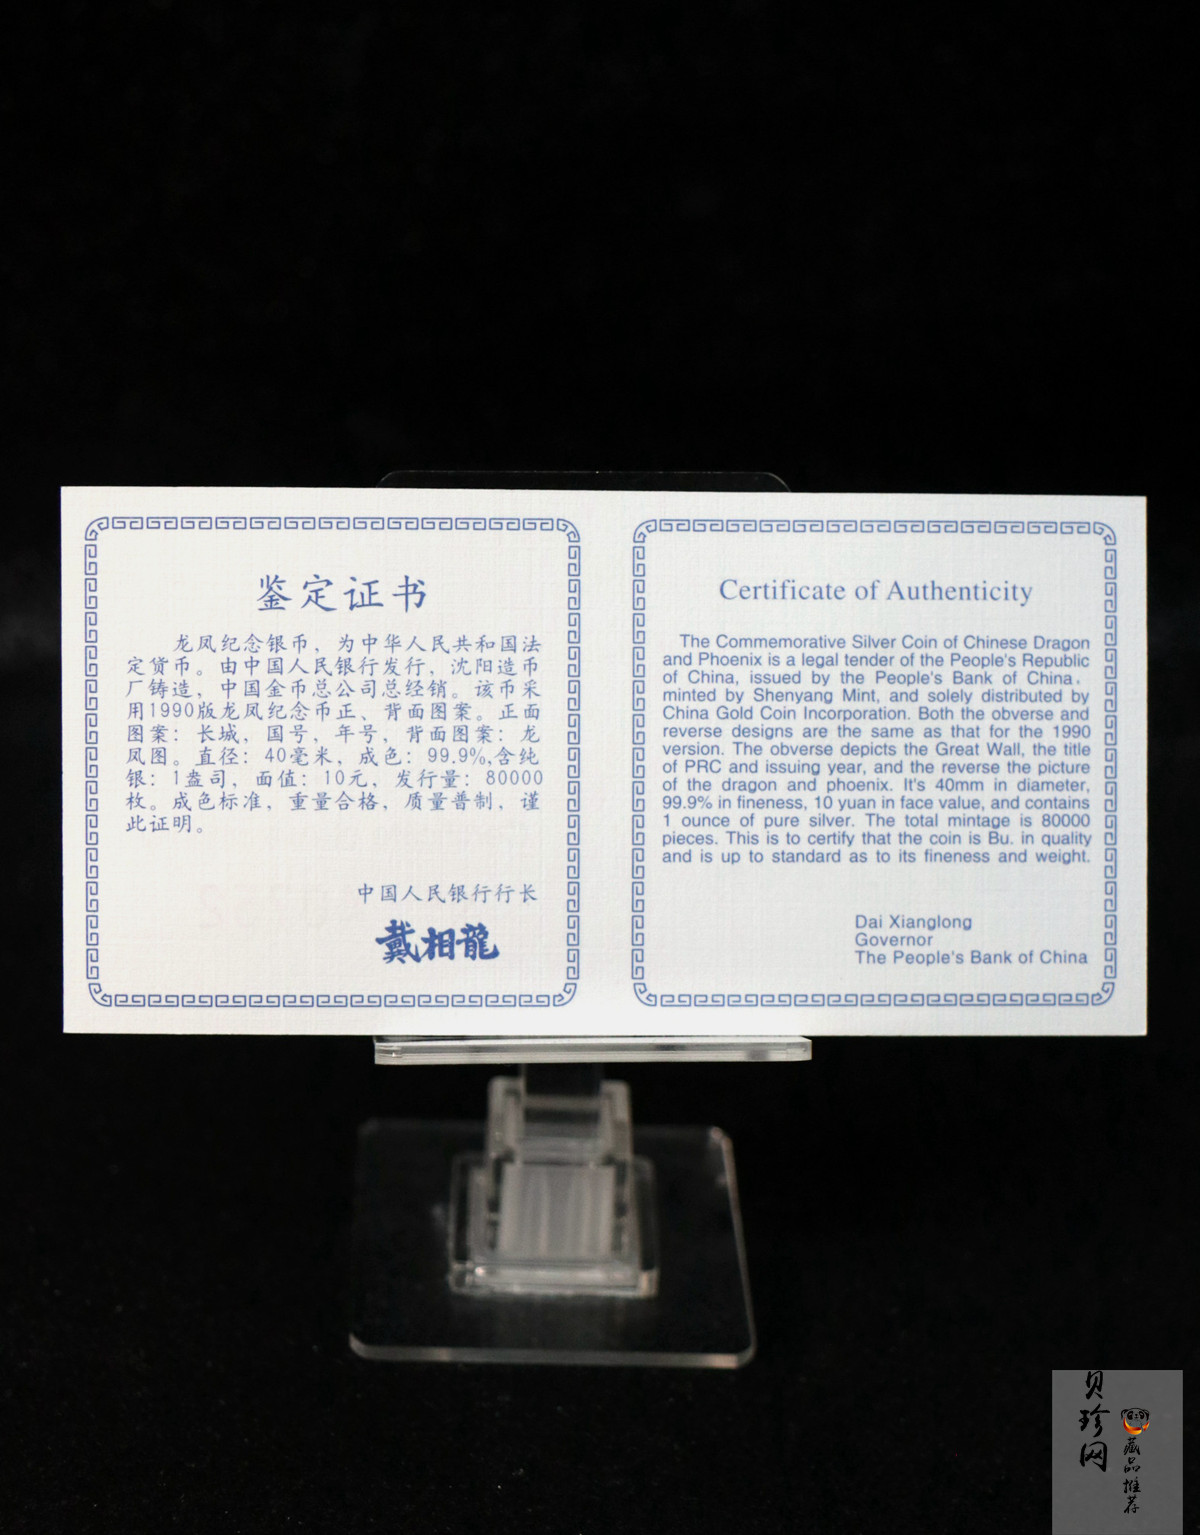 鉴定证书
龙凤纪念银币，为中华人民共和国法
定货币。由中国人民银行发行，沈阳造币
厂铸造，中国金币总公司总经销。该币采
用1990版龙凤纪念币正、背面图案。正面
图案：长城，国号，年号，背面图案：龙
凤图。直径：40毫米，成色：99.9%,含纯
银：1盎司，面值：10元，发行量：80000
枚。成色标准，重量合格，质量普制，谨
此证明。
中国人民银行行长
戴相龍
Certificate of Authenticity
The Commemorative Silver Coin of Chinese Dragon
and Phoenix is a legal tender of the People's Republic
of China, issued by the People's Bank of China,
minted by Shenyang Mint, and solely distributed by
China Gold Coin Incorporation. Both the obverse and
reverse designs are the same as that for the 1990
version. The obverse depicts the Great Wall, the title
of PRC and issuing year, and the reverse the picture
of the dragon and phoenix. It's 40mm in diameter,
99.9% in fineness, 10 yuan in face value, and contains
1 ounce of pure silver. The total mintage is 80000
pieces. This is to certify that the coin is Bu. in quality
and is up to standard as to its fineness and weight.
Dai Xianglong
Governor
The People's Bank of China
贝珍网
藏品推荐